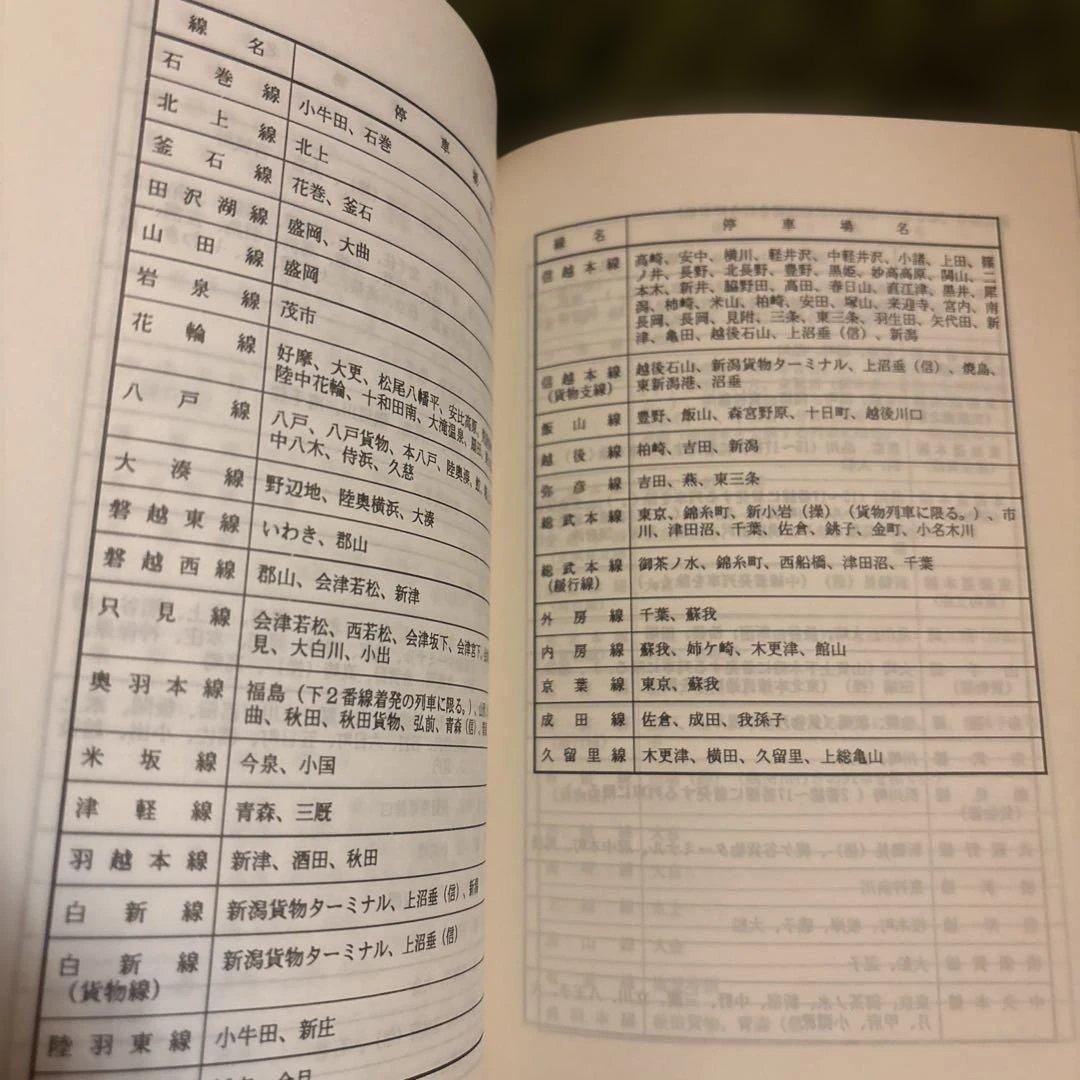 線名 停車
石巻線 小牛田、石巻
北上線 北上
釜石線 花巻、釜石
田沢湖線 盛岡、大曲
山田線 盛岡
岩泉線 茂市
花輪線 好摩、大更、松尾八幡平、安比高原、
陸中花輪、十和田南、大滝温泉、扇田、
八戸線 八戸、八戸貨物、本八戸、陸奥湊、鮫、
中八木、侍浜、久慈
大湊線 野辺地、陸奥横浜、大湊
磐越東線 いわき、郡山
磐越西線 郡山、会津若松、新津
只見線 会津若松、西若松、会津坂下、会津宮下、
見、大白川、小出
奥羽本線 福島（下２番線着発の列車に限る。）、
曲、秋田、秋田貨物、弘前、青森（信）、
米坂線 今泉、小国
津軽線 青森、三厩
羽越本線 新津、酒田、秋田
白新線 新潟貨物ターミナル、上沼垂（信）、新潟
白新線 新潟貨物ターミナル、上沼垂（信）
（貨物線）
陸羽東線 小牛田、新庄
線名 停車場名
信越本線 高崎、安中、横川、軽井沢、中軽井沢、小諸、上田、篠
ノ井、長野、北長野、豊野、黒姫、妙高高原、関山、二
本木、新井、脇野田、高田、春日山、直江津、黒井、犀
潟、柿崎、米山、柏崎、安田、塚山、来迎寺、宮内、南
長岡、長岡、見附、三条、東三条、羽生田、矢代田、新
津、亀田、越後石山、上沼垂（信）、新潟
信越本線 越後石山、新潟貨物ターミナル、上沼垂（信）、焼島、
（貨物支線） 東新潟港、沼垂
飯山線 豊野、飯山、森宮野原、十日町、越後川口
越後線 柏崎、吉田、新潟
弥彦線 吉田、燕、東三条
総武本線 東京、錦糸町、新小岩（操）（貨物列車に限る。）、市
川、津田沼、千葉、佐倉、銚子、金町、小名木川
総武本線 御茶ノ水、錦糸町、西船橋、津田沼、千葉
（緩行線）
外房線 千葉、蘇我
内房線 蘇我、姉ケ崎、木更津、館山
京葉線 東京、蘇我
成田線 佐倉、成田、我孫子
久留里線 木更津、横田、久留里、上総亀山